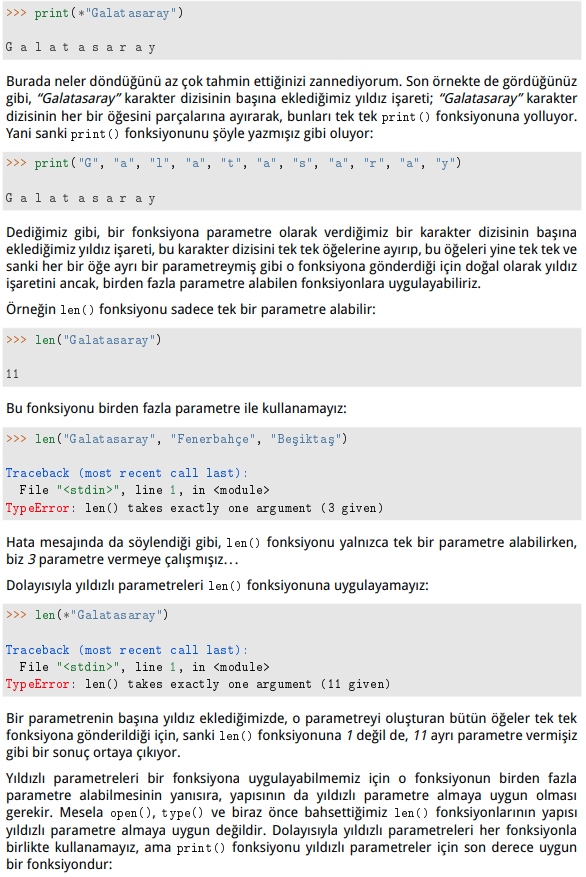 >>> print(*"Galatasaray")
G a l a t a s a r a y
Burada neler döndüğünü az çok tahmin ettiğinizi zannediyorum. Son örnekte de gördüğünüz
gibi, “Galatasaray” karakter dizisinin başına eklediğimiz yıldız işareti; “Galatasaray” karakter
dizisinin her bir öğesini parçalarına ayırarak, bunları tek tek print() fonksiyonuna yolluyor.
Yani sanki print() fonksiyonunu şöyle yazmışız gibi oluyor:
>>> print("G", "a", "l", "a", "t", "a", "s", "a", "r", "a", "y")
G a l a t a s a r a y
Dediğimiz gibi, bir fonksiyona parametre olarak verdiğimiz bir karakter dizisinin başına
eklediğimiz yıldız işareti, bu karakter dizisini tek tek öğelerine ayırıp, bu öğeleri yine tek tek ve
sanki her bir öğe ayrı bir parametreymiş gibi o fonksiyona gönderdiği için doğal olarak yıldız
işaretini ancak, birden fazla parametre alabilen fonksiyonlara uygulayabiliriz.
Örneğin len() fonksiyonu sadece tek bir parametre alabilir:
>>> len("Galatasaray")
11
Bu fonksiyonu birden fazla parametre ile kullanamayız:
>>> len("Galatasaray", "Fenerbahçe", "Beşiktaş")
Traceback (most recent call last):
File "<stdin>", line 1, in <module>
TypeError: len() takes exactly one argument (3 given)
Hata mesajında da söylendiği gibi, len() fonksiyonu yalnızca tek bir parametre alabilirken,
biz 3 parametre vermeye çalışmışız...
Dolayısıyla yıldızlı parametreleri len() fonksiyonuna uygulayamayız:
>>> len(*"Galatasaray")
Traceback (most recent call last):
File "<stdin>", line 1, in <module>
TypeError: len() takes exactly one argument (11 given)
Bir parametrenin başına yıldız eklediğimizde, o parametreyi oluşturan bütün öğeler tek tek
fonksiyona gönderildiği için, sanki len() fonksiyonuna 1 değil de, 11 ayrı parametre vermişiz
gibi bir sonuç ortaya çıkıyor.
Yıldızlı parametreleri bir fonksiyona uygulayabilmemiz için o fonksiyonun birden fazla
parametre alabilmesinin yanısıra, yapısının da yıldızlı parametre almaya uygun olması
gerekir. Mesela open(), type() ve biraz önce bahsettiğimiz len() fonksiyonlarının yapısı
yıldızlı parametre almaya uygun değildir. Dolayısıyla yıldızlı parametreleri her fonksiyonla
birlikte kullanamayız, ama print() fonksiyonu yıldızlı parametreler için son derece uygun
bir fonksiyondur: